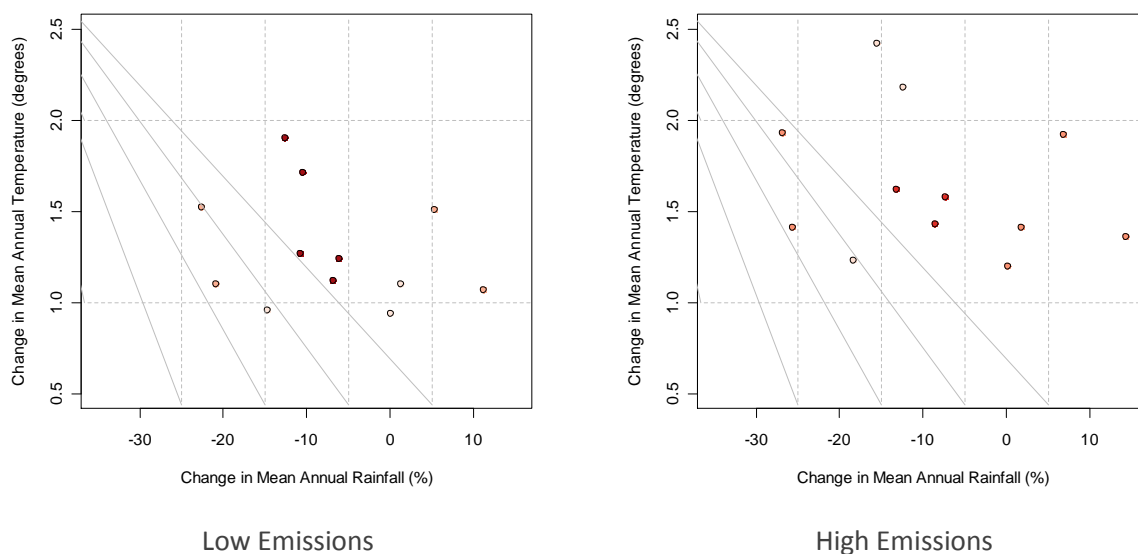 2.5
2.0
1.5
1.0
0.5
Change in Mean Annual Temperature (degrees)
-30 -20 -10 0 10
Change in Mean Annual Rainfall (%)
Low Emissions
2.5
2.0
1.5
1.0
0.5
Change in Mean Annual Temperature (degrees)
-30 -20 -10 0 10
Change in Mean Annual Rainfall (%)
High Emissions